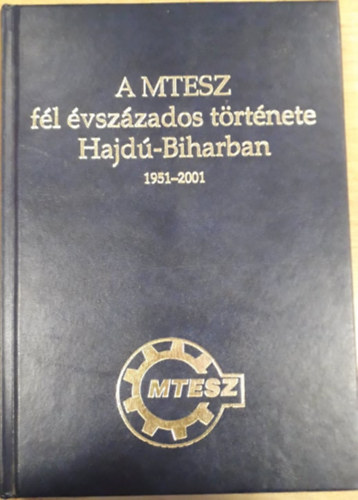 A MTESZ
fél évszázados története
Hajdú-Biharban
1951–2001
MTESZ